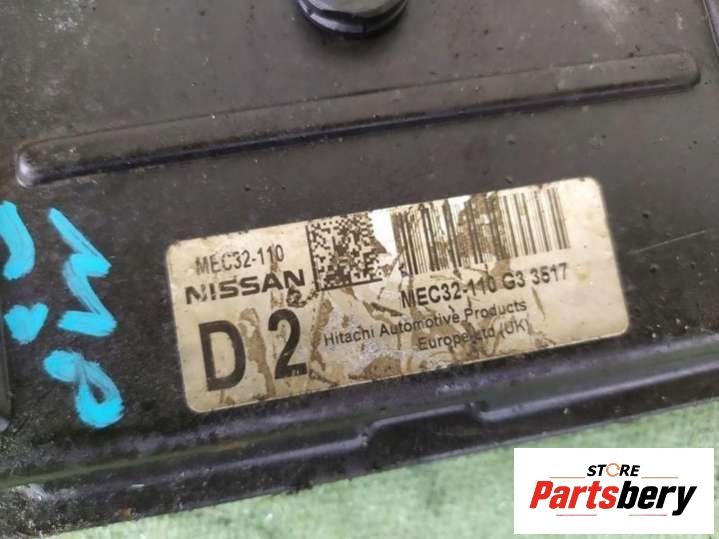 MEC32-110
NISSAN
D2
MEC32-110 G3 3517
Hitachi Automotive Products
Europe Ltd (UK)
STORE
Partsbery